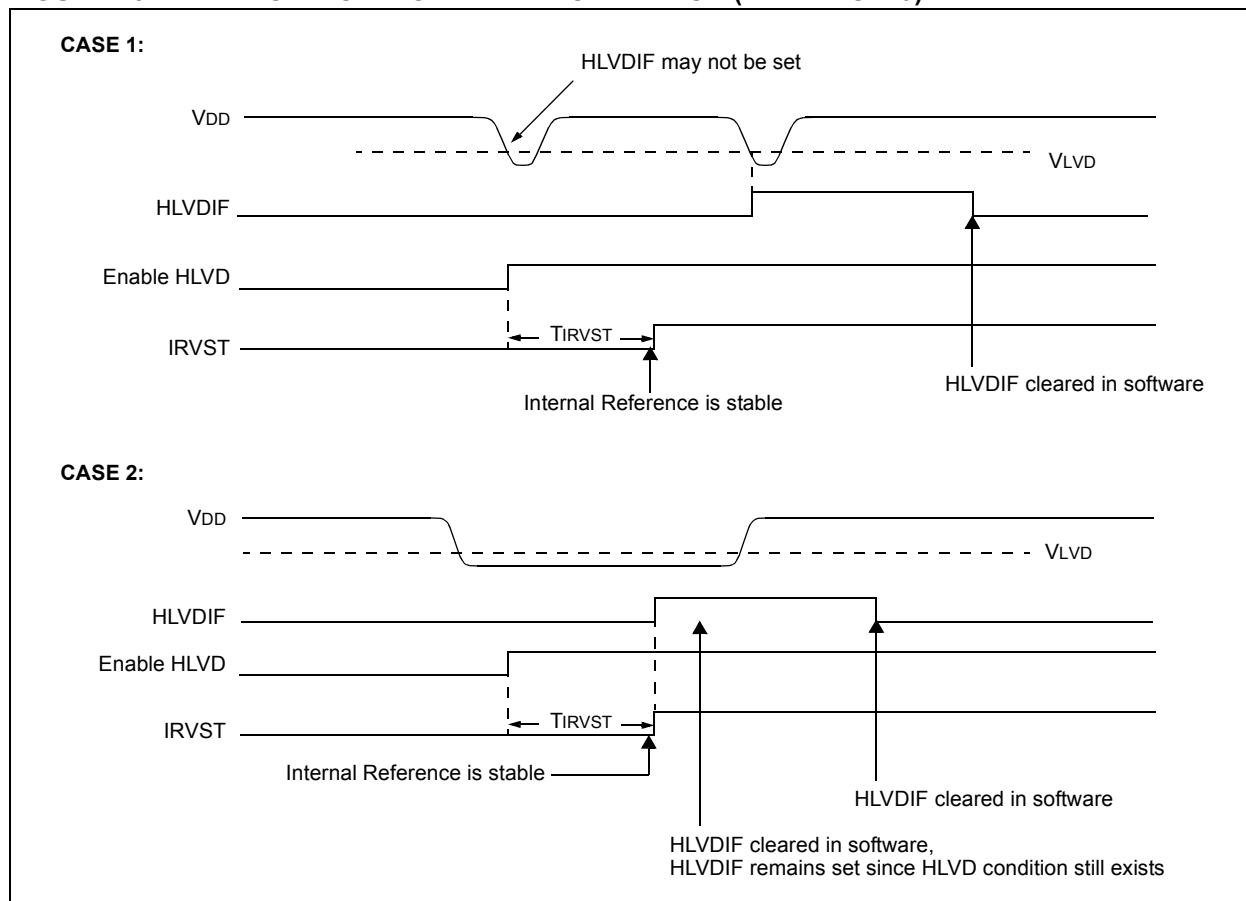 CASE 1:
HLVDIF may not be set
VDD
VLVD
HLVDIF
Enable HLVD
TIRVST
IRVST
HLVDIF cleared in software
Internal Reference is stable
CASE 2:
VDD
VLVD
HLVDIF
Enable HLVD
TIRVST
IRVST
Internal Reference is stable
HLVDIF cleared in software
HLVDIF cleared in software,
HLVDIF remains set since HLVD condition still exists